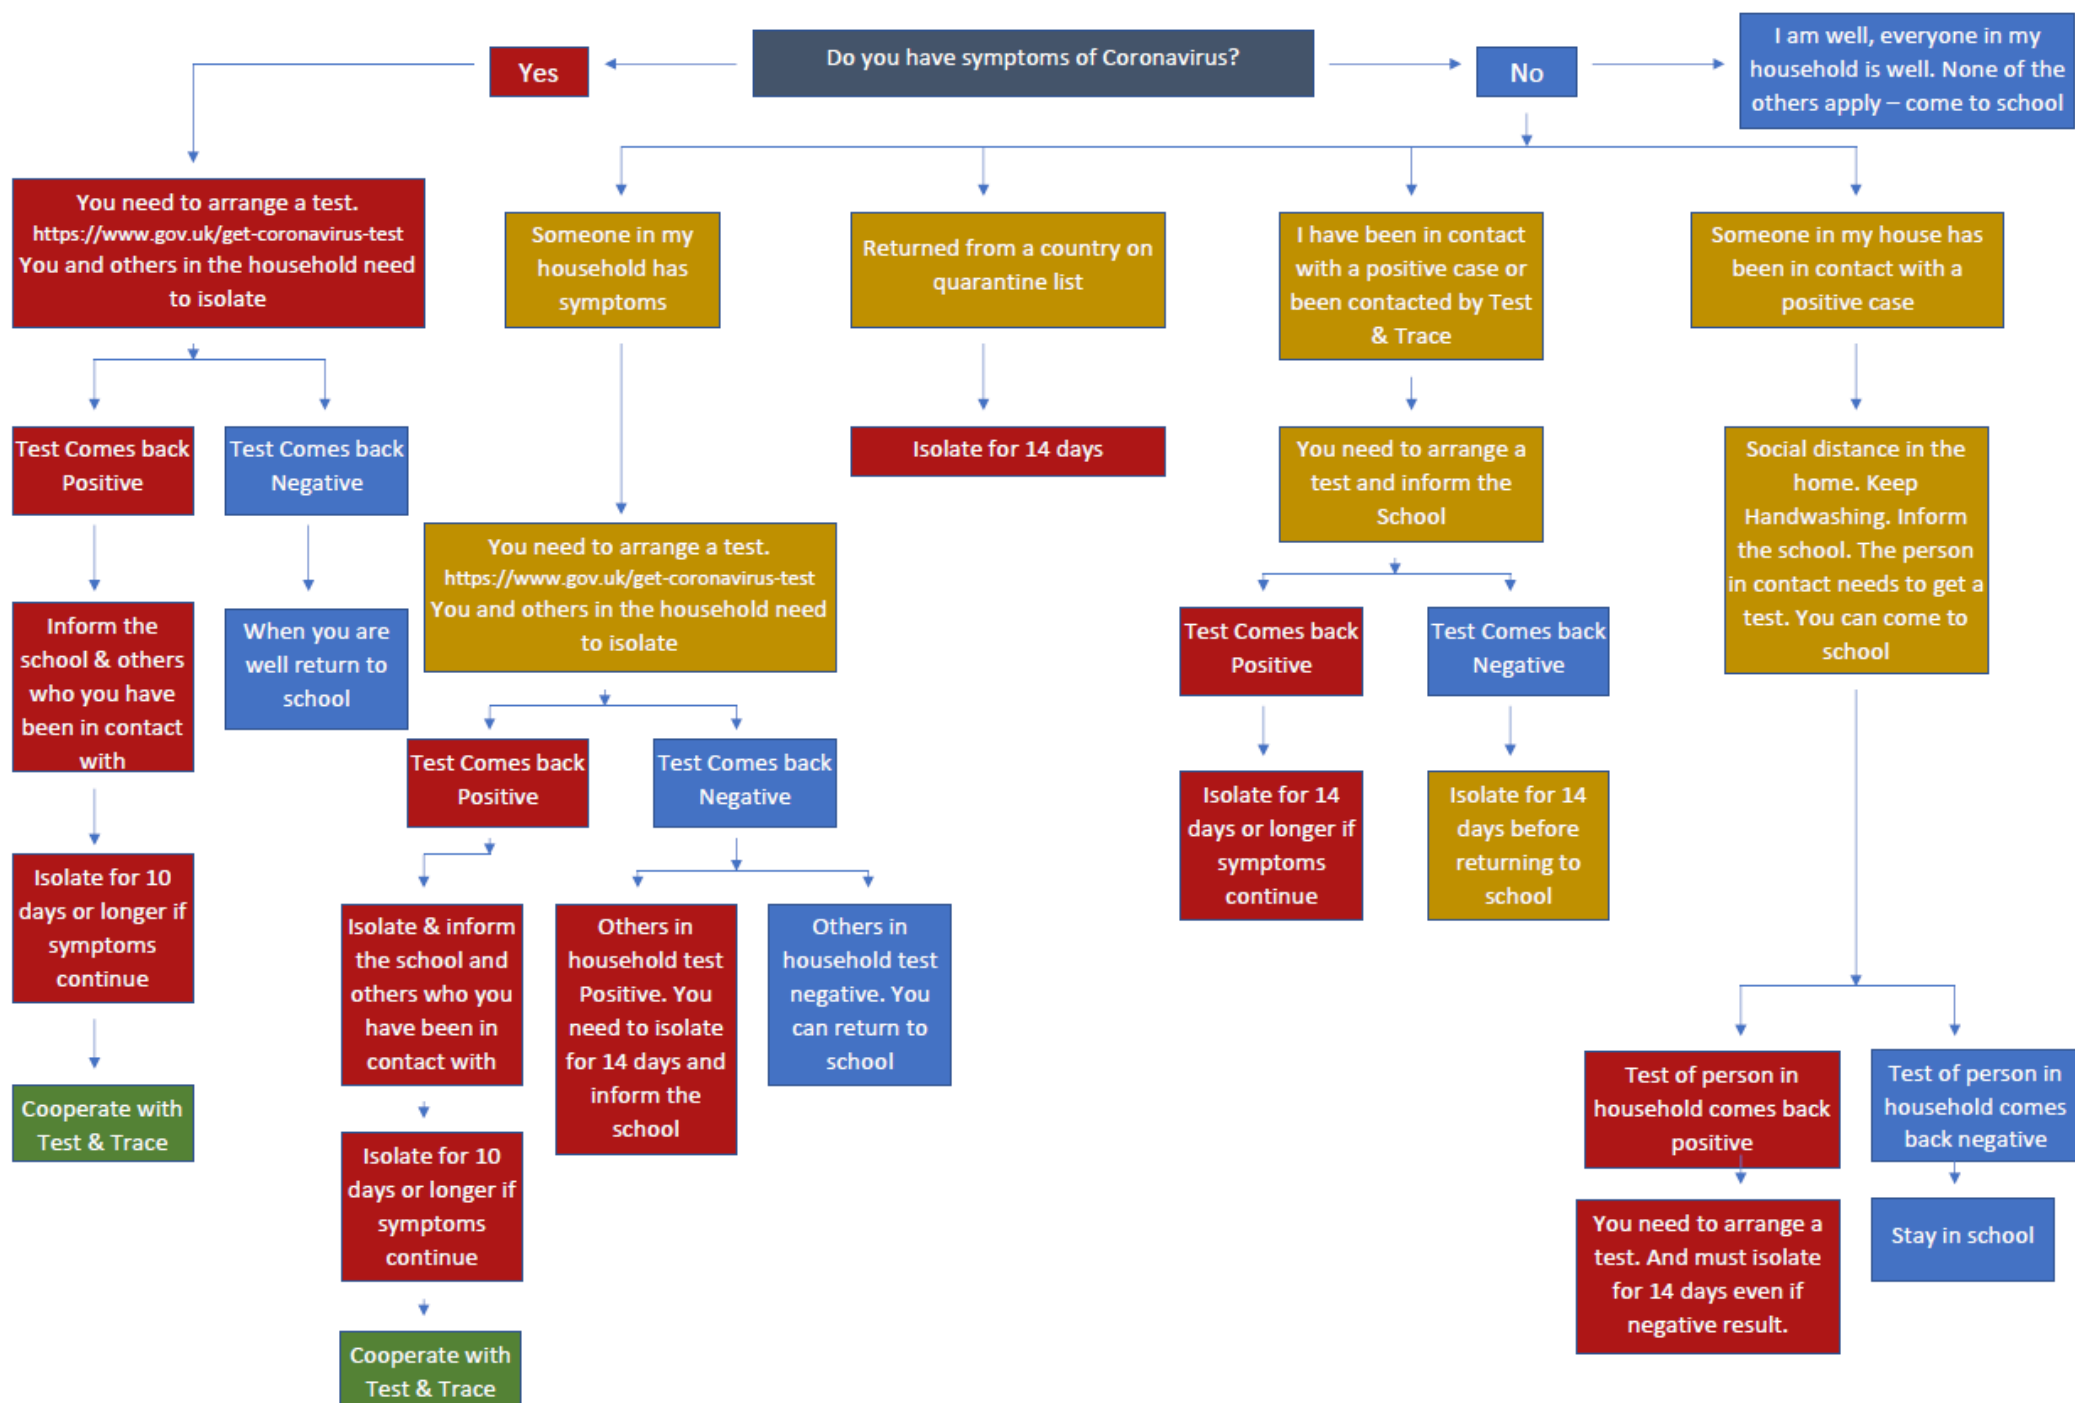 Do you have symptoms of Coronavirus?
Yes
No
I am well, everyone in my
household is well. None of the
others apply – come to school
You need to arrange a test.
https://www.gov.uk/get-coronavirus-test
You and others in the household need
to isolate
Someone in my
household has
symptoms
Returned from a country on
quarantine list
I have been in contact
with a positive case or
been contacted by Test
& Trace
Someone in my house has
been in contact with a
positive case
Test Comes back
Positive
Test Comes back
Negative
Isolate for 14 days
You need to arrange a
test and inform the
School
Social distance in the
home. Keep
Handwashing. Inform
the school. The person
in contact needs to get a
test. You can come to
school
You need to arrange a test.
https://www.gov.uk/get-coronavirus-test
You and others in the household need
to isolate
Inform the
school & others
who you have
been in contact
with
When you are
well return to
school
Test Comes back
Positive
Test Comes back
Negative
Test Comes back
Positive
Test Comes back
Negative
Isolate for 14
days or longer if
symptoms
continue
Isolate for 14
days before
returning to
school
Isolate for 10
days or longer if
symptoms
continue
Isolate & inform
the school and
others who you
have been in
contact with
Others in
household test
Positive. You
need to isolate
for 14 days and
inform the
school
Others in
household test
negative. You
can return to
school
Test of person in
household comes back
positive
Test of person in
household comes
back negative
Cooperate with
Test & Trace
Isolate for 10
days or longer if
symptoms
continue
You need to arrange a
test. And must isolate
for 14 days even if
negative result.
Stay in school
Cooperate with
Test & Trace